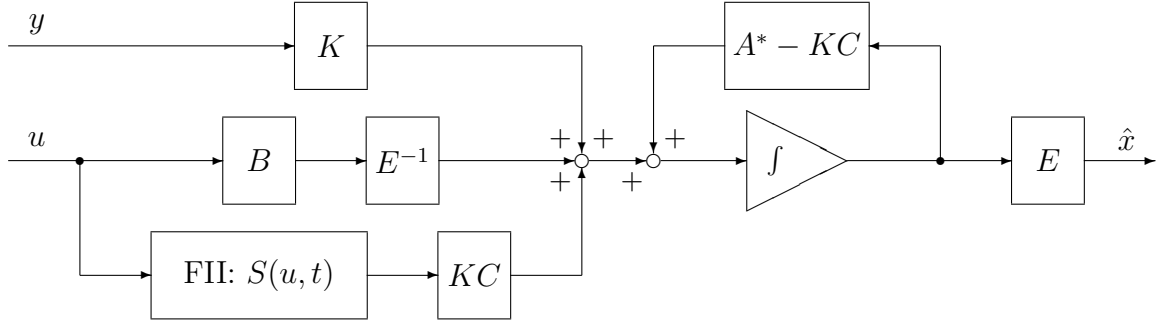 y
K
A* − KC
u
B
E⁻¹
+ + +
+ +
∫
E
x̂
FII: S(u, t)
KC